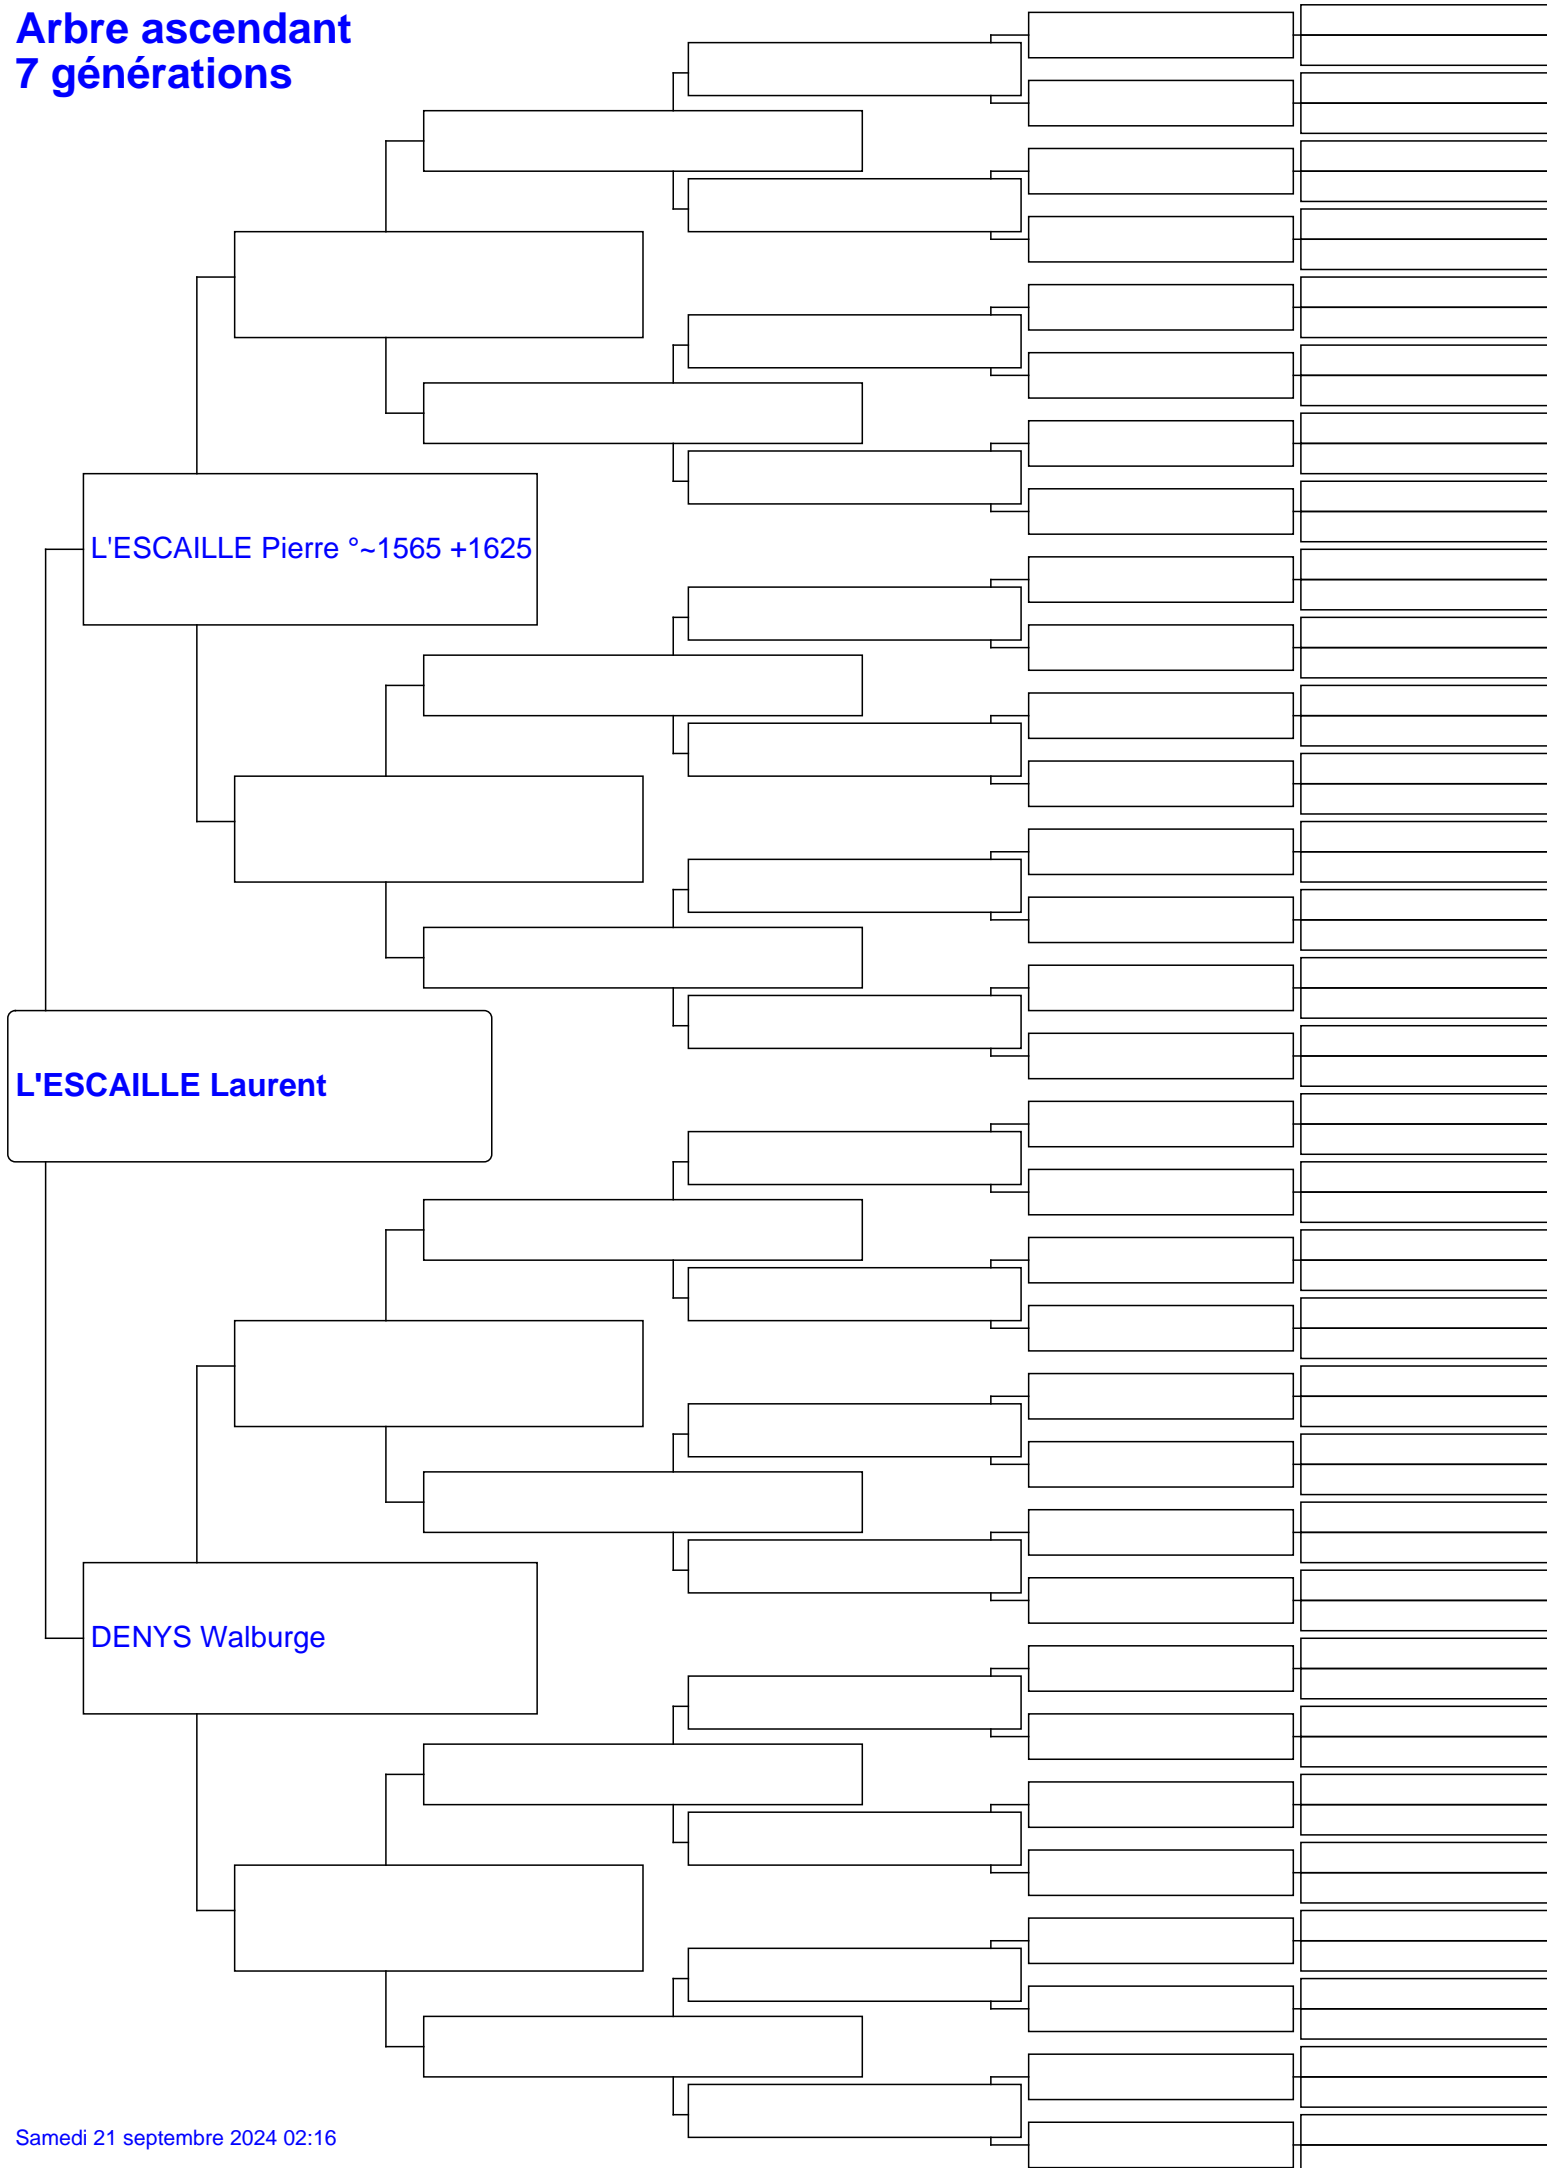 Arbre ascendant
7 générations
L'ESCAILLE Pierre °~1565 +1625
L'ESCAILLE Laurent
DENYS Walburge
Samedi 21 septembre 2024 02:16